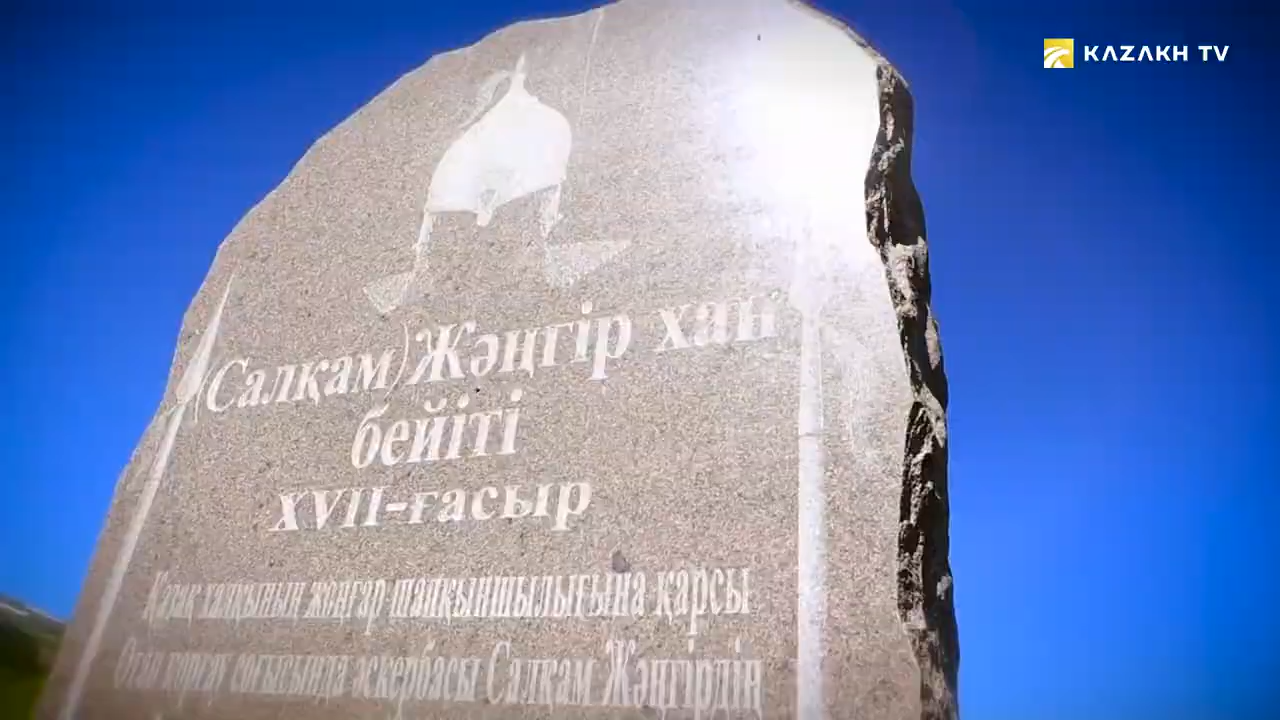 KAZAKH TV
(Салқам) Жәңгір хан
бейіті
XVII-ғасыр
Қазақ халқының жоңғар шапқыншылығына қарсы
Отан қорғау соғысында әскербасы Салқам Жәңгірдің